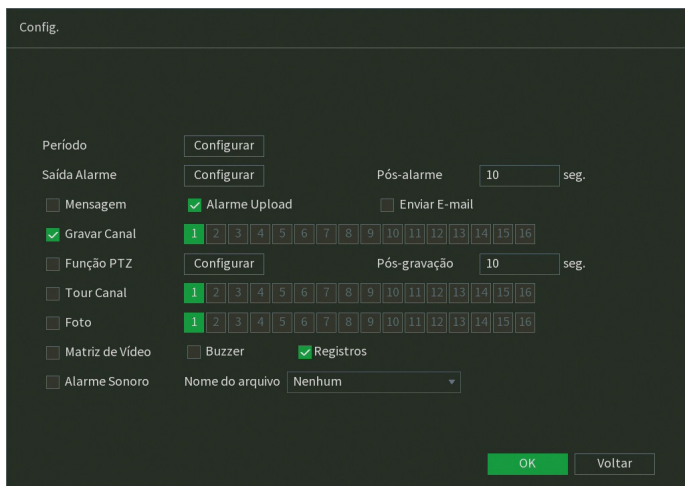 Config.
Período Configurar
Saída Alarme Configurar Pós-alarme 10 seg.
Mensagem Alarme Upload Enviar E-mail
Gravar Canal 1 2 3 4 5 6 7 8 9 10 11 12 13 14 15 16
Função PTZ Configurar Pós-gravação 10 seg.
Tour Canal 1 2 3 4 5 6 7 8 9 10 11 12 13 14 15 16
Foto 1 2 3 4 5 6 7 8 9 10 11 12 13 14 15 16
Matriz de Vídeo Buzzer Registros
Alarme Sonoro Nome do arquivo Nenhum
OK Voltar